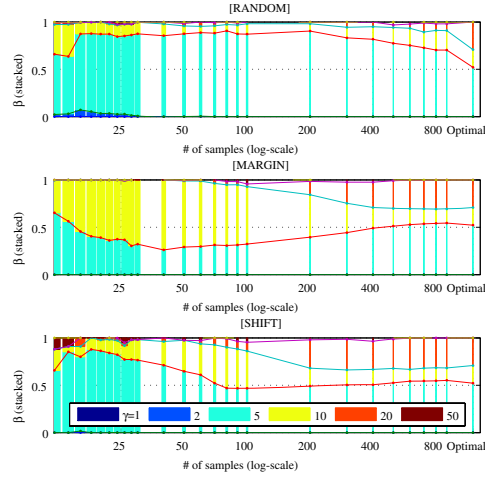 [RANDOM]
1
0.5
0
β (stacked)
25 50 100 200 400 800 Optimal
# of samples (log-scale)
[MARGIN]
1
0.5
0
β (stacked)
25 50 100 200 400 800 Optimal
# of samples (log-scale)
[SHIFT]
1
0.5
0
β (stacked)
γ=1 2 5 10 20 50
25 50 100 200 400 800 Optimal
# of samples (log-scale)